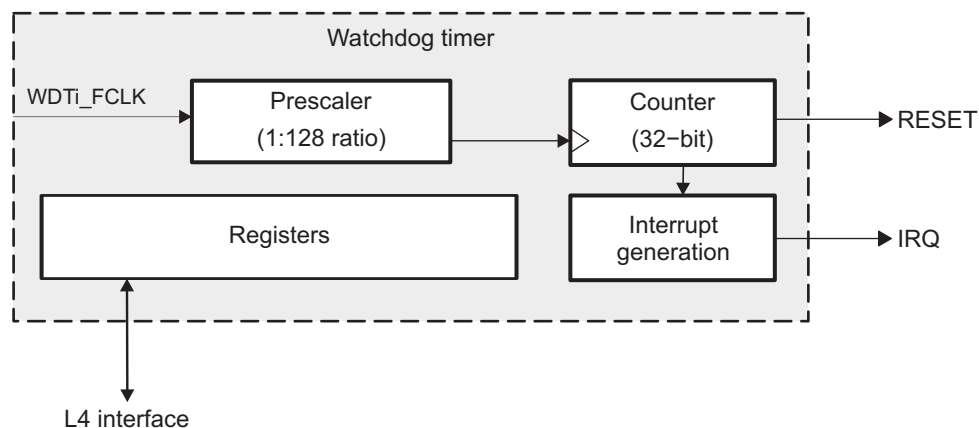 Watchdog timer
WDTi_FCLK
Prescaler
(1:128 ratio)
Counter
(32−bit)
RESET
Registers
Interrupt
generation
IRQ
L4 interface